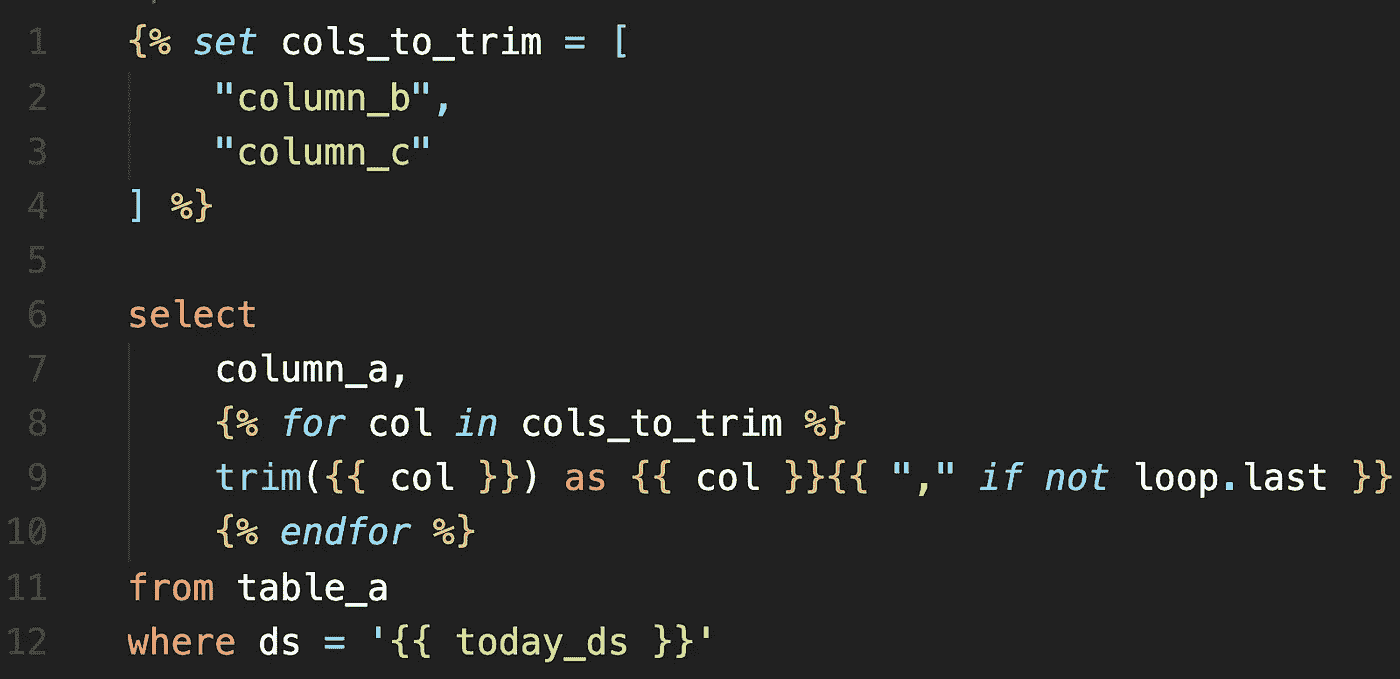 1 {% set cols_to_trim = [
2 "column_b",
3 "column_c"
4 ] %}
5
6 select
7 column_a,
8 {% for col in cols_to_trim %}
9 trim({{ col }}) as {{ col }}{{ "," if not loop.last }}
10 {% endfor %}
11 from table_a
12 where ds = '{{ today_ds }}'